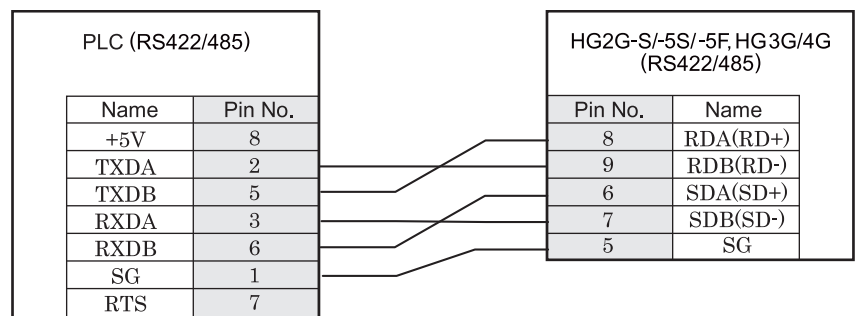 PLC (RS422/485)
Name Pin No.
+5V 8
TXDA 2
TXDB 5
RXDA 3
RXDB 6
SG 1
RTS 7
HG2G-S/-5S/-5F, HG3G/4G
(RS422/485)
Pin No. Name
8 RDA(RD+)
9 RDB(RD-)
6 SDA(SD+)
7 SDB(SD-)
5 SG